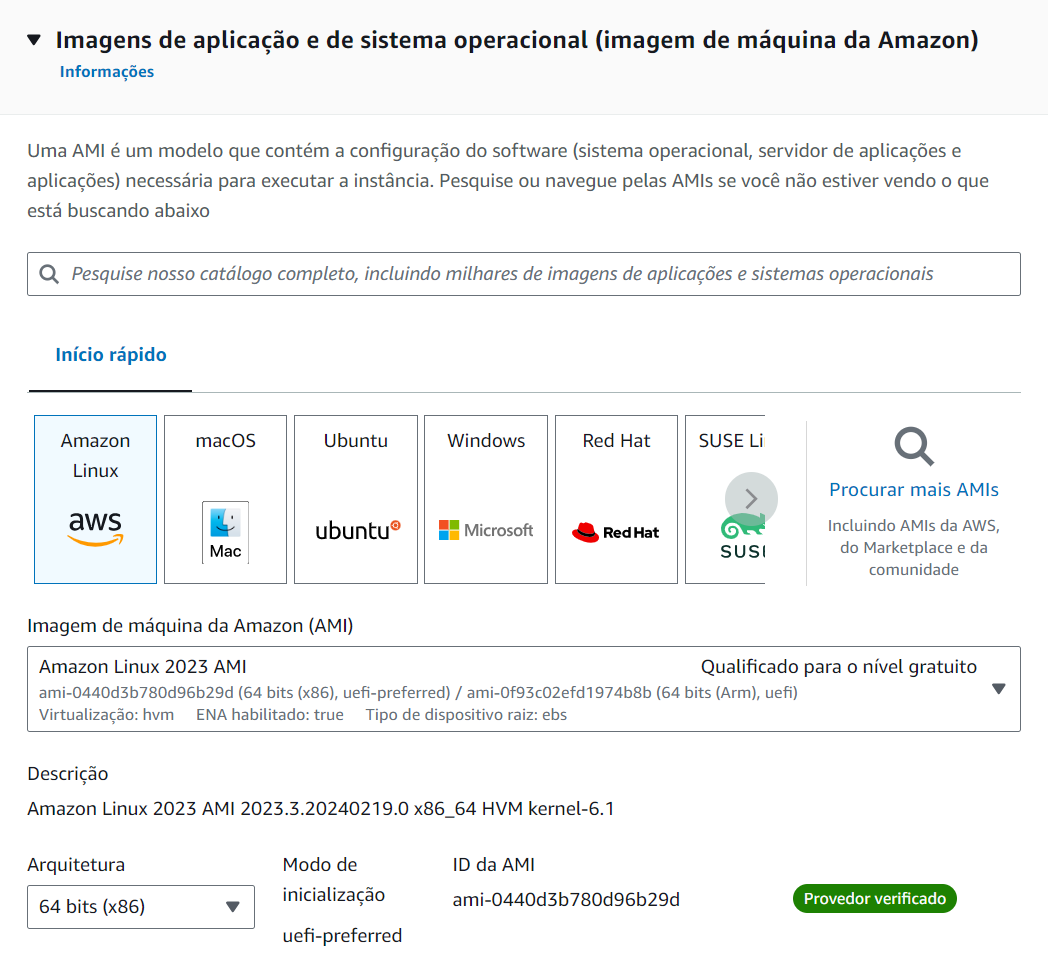 Imagens de aplicação e de sistema operacional (imagem de máquina da Amazon)
Informações
Uma AMI é um modelo que contém a configuração do software (sistema operacional, servidor de aplicações e
aplicações) necessária para executar a instância. Pesquise ou navegue pelas AMIs se você não estiver vendo o que
está buscando abaixo
Pesquise nosso catálogo completo, incluindo milhares de imagens de aplicações e sistemas operacionais
Início rápido
Amazon
Linux
aws
macOS
Mac
Ubuntu
ubuntu
Windows
Microsoft
Red Hat
Red Hat
SUSE Li
SUSE
Procurar mais AMIs
Incluindo AMIs da AWS,
do Marketplace e da
comunidade
Imagem de máquina da Amazon (AMI)
Amazon Linux 2023 AMI
Qualificado para o nível gratuito
ami-0440d3b780d96b29d (64 bits (x86), uefi-preferred) / ami-0f93c02efd1974b8b (64 bits (Arm), uefi)
Virtualização: hvm ENA habilitado: true Tipo de dispositivo raiz: ebs
Descrição
Amazon Linux 2023 AMI 2023.3.20240219.0 x86_64 HVM kernel-6.1
Arquitetura
64 bits (x86)
Modo de
inicialização
uefi-preferred
ID da AMI
ami-0440d3b780d96b29d
Provedor verificado